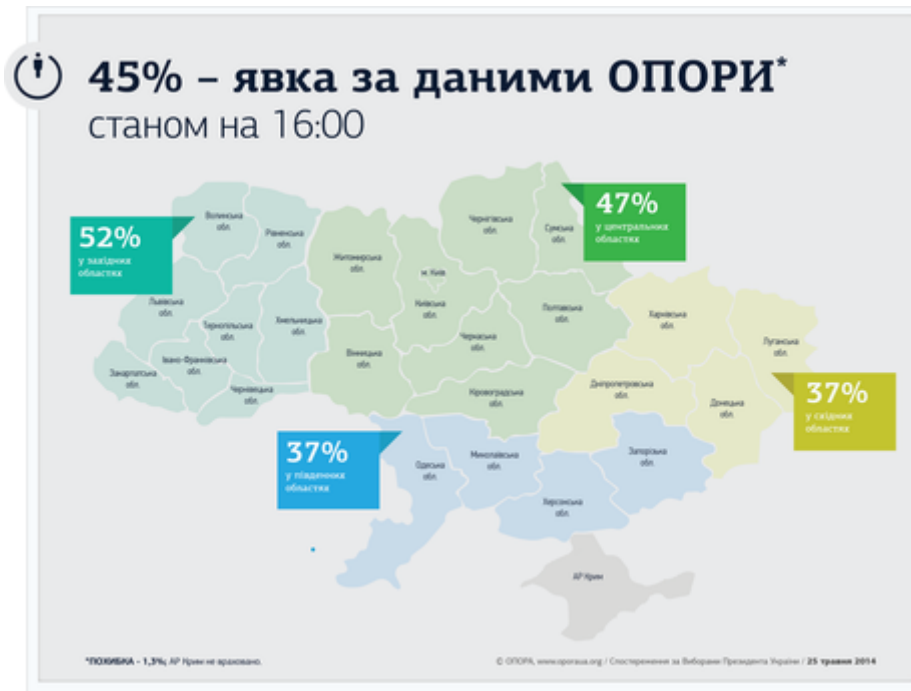 45% – явка за даними ОПОРИ*
станом на 16:00
52%
у західних
областях
47%
у центральних
областях
37%
у східних
областях
37%
у південних
областях
Волинська
обл.
Рівненська
обл.
Житомирська
обл.
м. Київ
Київська
обл.
Чернігівська
обл.
Сумська
обл.
Львівська
обл.
Тернопільська
обл.
Хмельницька
обл.
Івано-Франківська
обл.
Закарпатська
обл.
Чернівецька
обл.
Вінницька
обл.
Черкаська
обл.
Полтавська
обл.
Кіровоградська
обл.
Харківська
обл.
Луганська
обл.
Дніпропетровська
обл.
Донецька
обл.
Запорізька
обл.
Одеська
обл.
Миколаївська
обл.
Херсонська
обл.
АР Крим
*ПОХИБКА - 1,3%; АР Крим не враховано.
© ОПОРА, www.oporaua.org / Спостереження за Виборами Президента України / 25 травня 2014